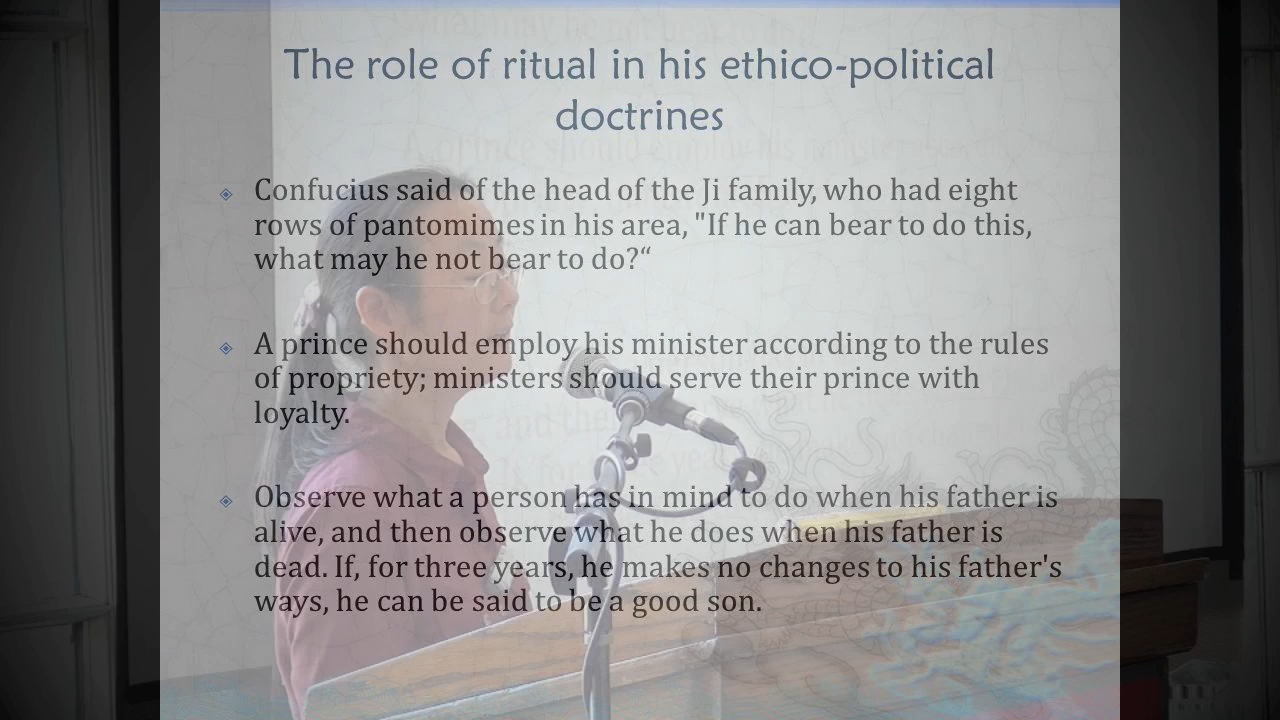 The role of ritual in his ethico-political
doctrines
Confucius said of the head of the Ji family, who had eight
rows of pantomimes in his area, "If he can bear to do this,
what may he not bear to do?“
A prince should employ his minister according to the rules
of propriety; ministers should serve their prince with
loyalty.
Observe what a person has in mind to do when his father is
alive, and then observe what he does when his father is
dead. If, for three years, he makes no changes to his father's
ways, he can be said to be a good son.